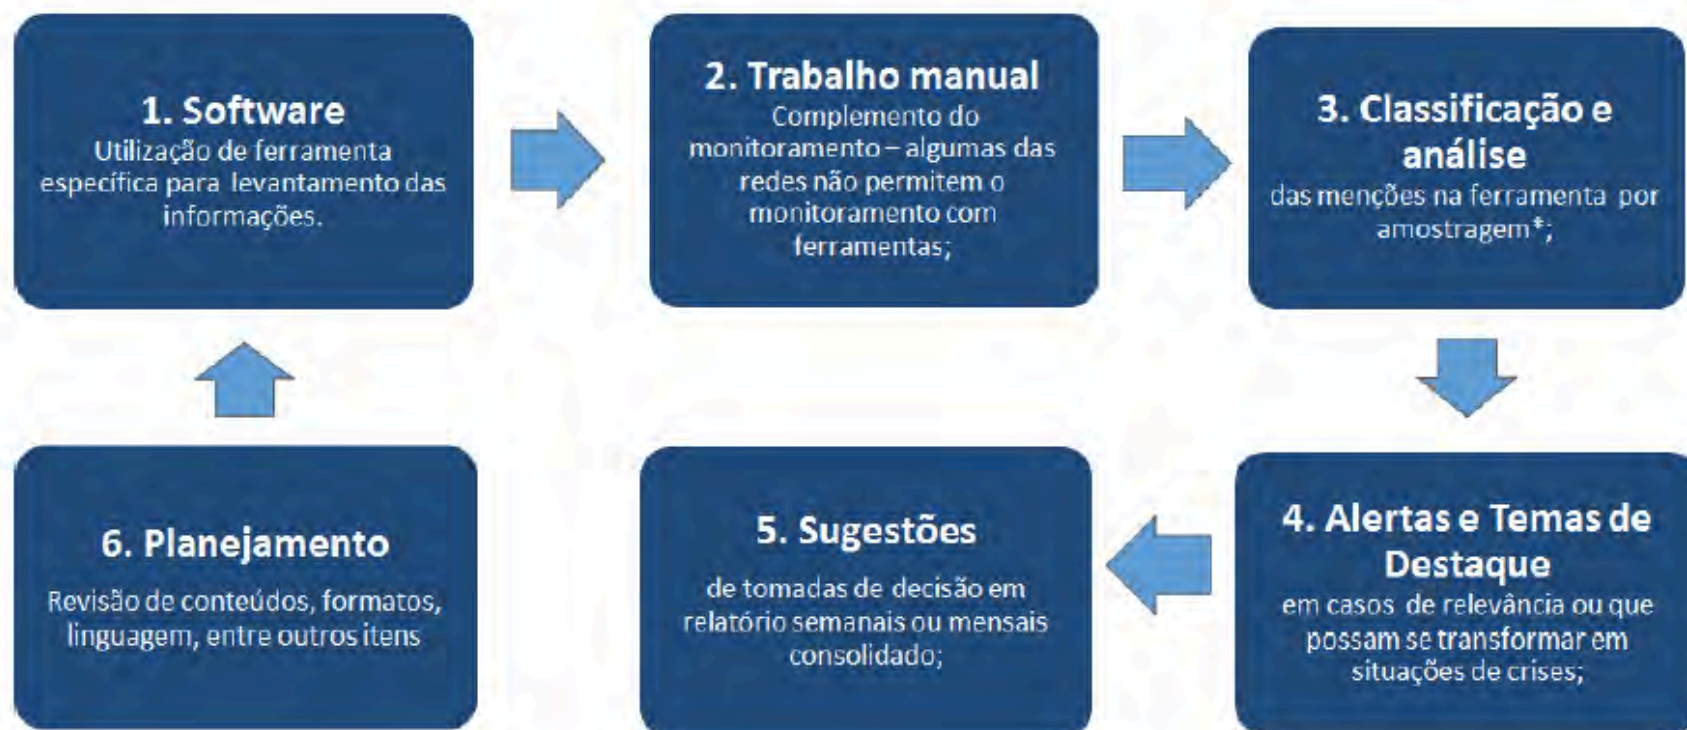 1. Software
Utilização de ferramenta
específica para levantamento das
informações.
2. Trabalho manual
Complemento do
monitoramento – algumas das
redes não permitem o
monitoramento com
ferramentas;
3. Classificação e
análise
das menções na ferramenta por
amostragem*;
4. Alertas e Temas de
Destaque
em casos de relevância ou que
possam se transformar em
situações de crises;
5. Sugestões
de tomadas de decisão em
relatório semanais ou mensais
consolidado;
6. Planejamento
Revisão de conteúdos, formatos,
linguagem, entre outros itens